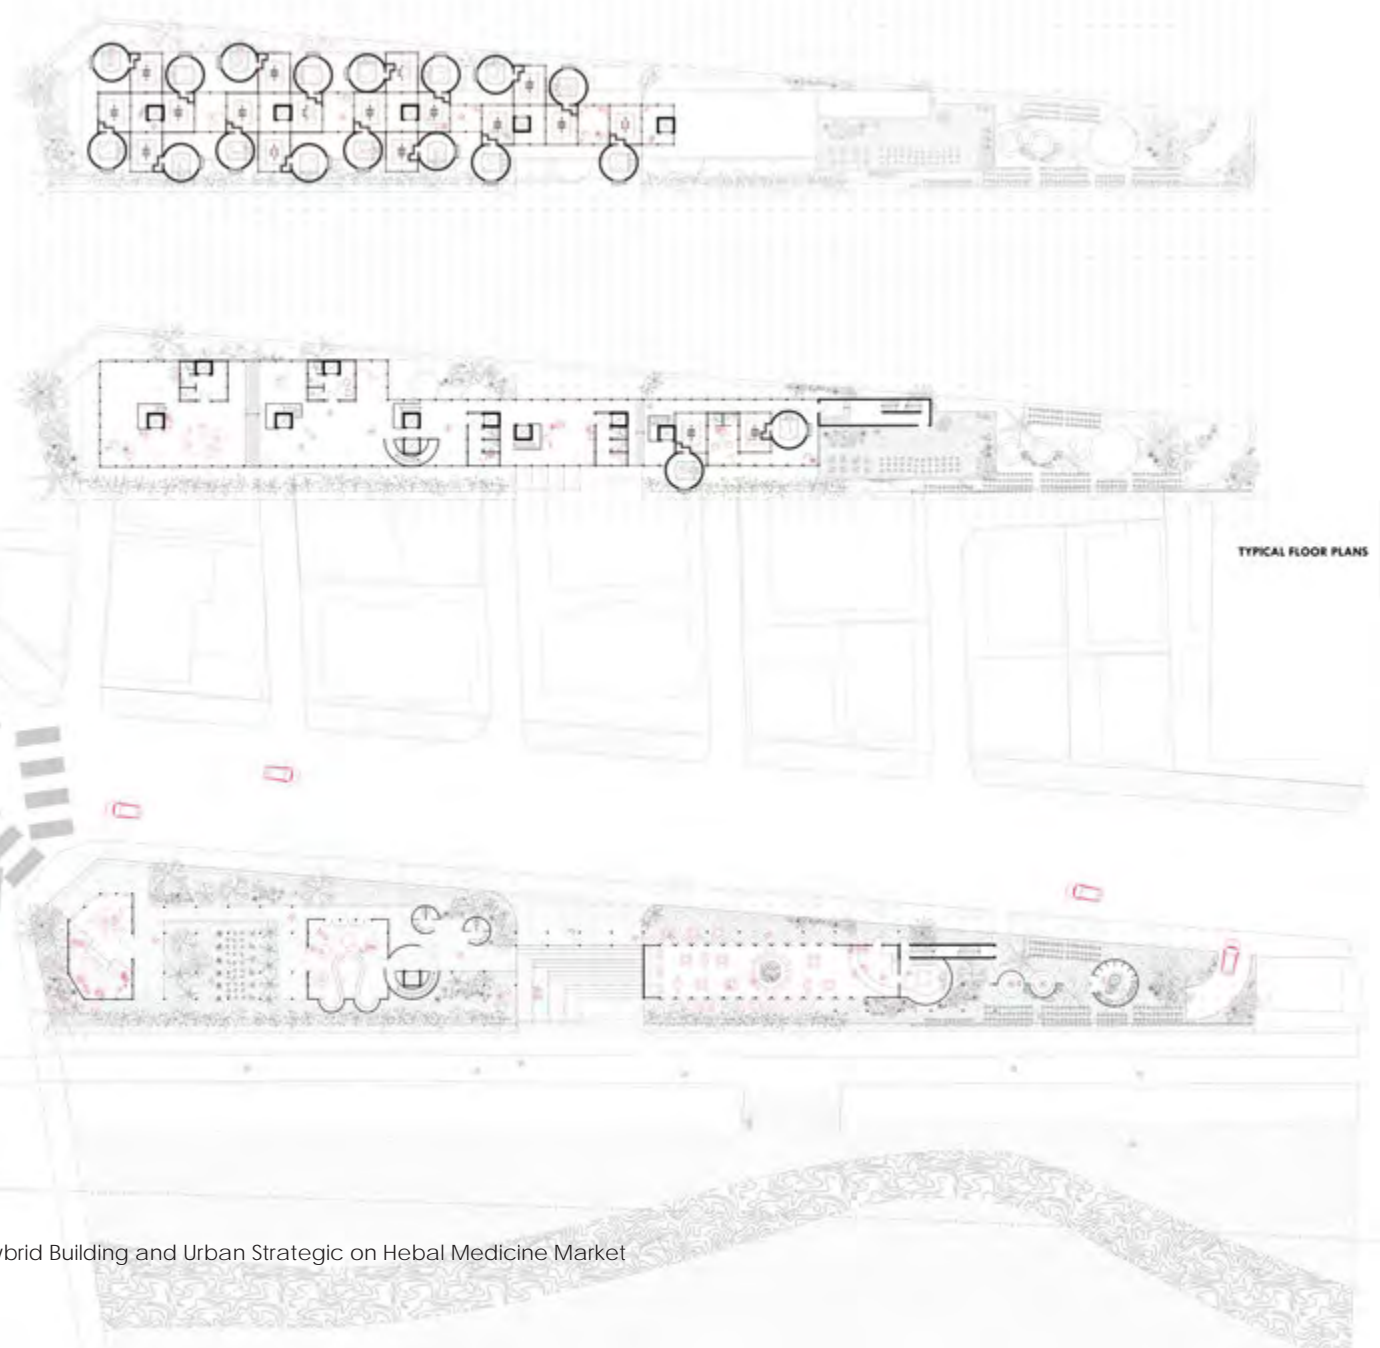 TYPICAL FLOOR PLANS
ybrid Building and Urban Strategic on Hebal Medicine Market